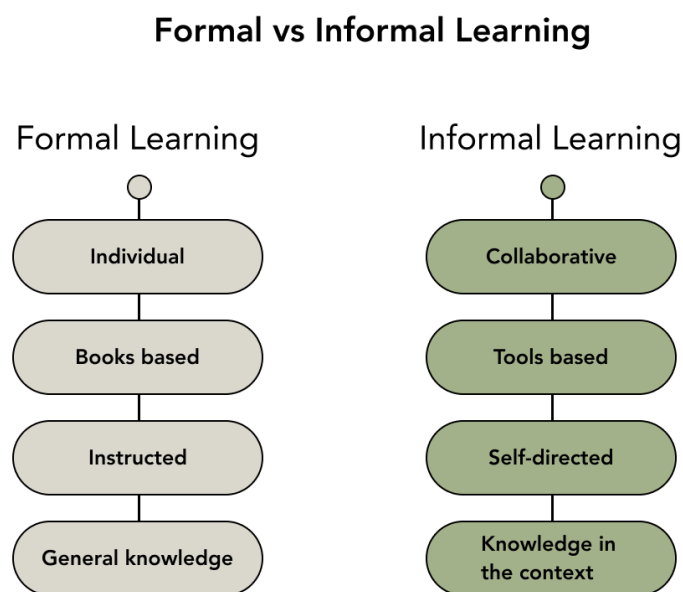 Formal vs Informal Learning
Formal Learning
Individual
Books based
Instructed
General knowledge
Informal Learning
Collaborative
Tools based
Self-directed
Knowledge in
the context